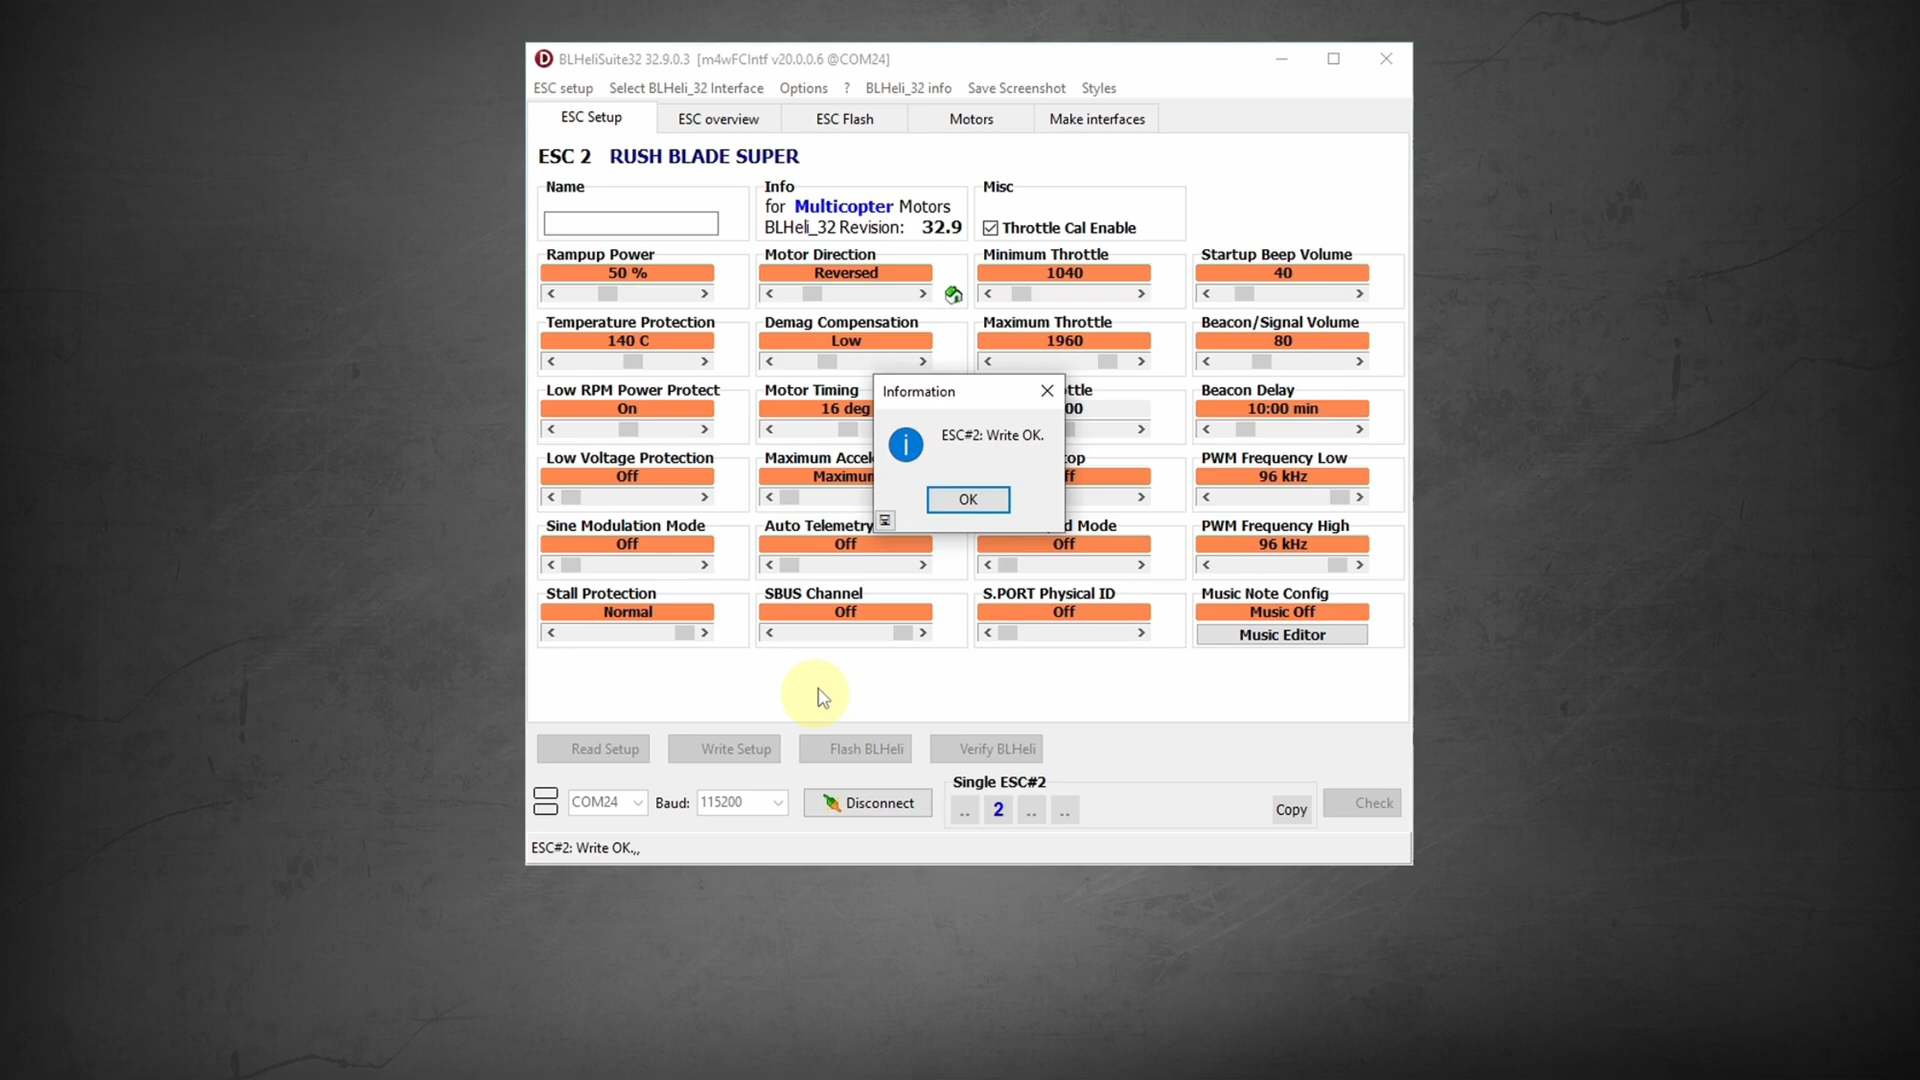 BLHeliSuite32 32.9.0.3 [m4wFCIntf v20.0.0.6 @COM24]
ESC setup Select BLHeli_32 Interface Options ? BLHeli_32 info Save Screenshot Styles
ESC Setup ESC overview ESC Flash Motors Make interfaces
ESC 2 RUSH BLADE SUPER
Name Info Misc
for Multicopter Motors
BLHeli_32 Revision: 32.9 Throttle Cal Enable
Rampup Power Motor Direction Minimum Throttle Startup Beep Volume
50 % Reversed 1040 40
Temperature Protection Demag Compensation Maximum Throttle Beacon/Signal Volume
140 C Low 1960 80
Low RPM Power Protect Motor Timing ttle Beacon Delay
On 16 deg 00 10:00 min
Information
ESC#2: Write OK.
OK
Low Voltage Protection Maximum Accele op PWM Frequency Low
Off Maximum ff 96 kHz
Sine Modulation Mode Auto Telemetry d Mode PWM Frequency High
Off Off Off 96 kHz
Stall Protection SBUS Channel S.PORT Physical ID Music Note Config
Normal Off Off Music Off
Music Editor
Read Setup Write Setup Flash BLHeli Verify BLHeli
Single ESC#2
COM24 Baud: 115200 Disconnect .. 2 .. .. Copy Check
ESC#2: Write OK.,,